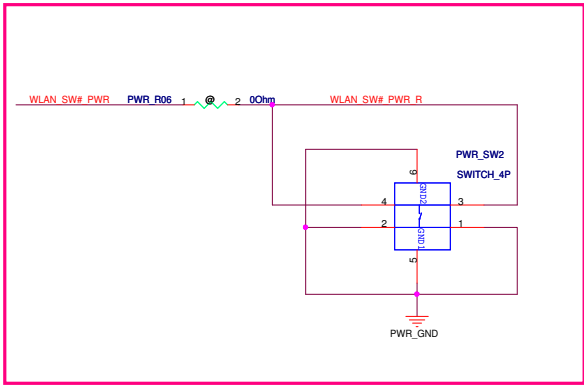 WLAN_SW#_PWR PWR_R06 1 @ 2 0Ohm WLAN_SW#_PWR_R
PWR_SW2
SWITCH_4P
6
GND2
4 3
2 1
GND1
5
PWR_GND